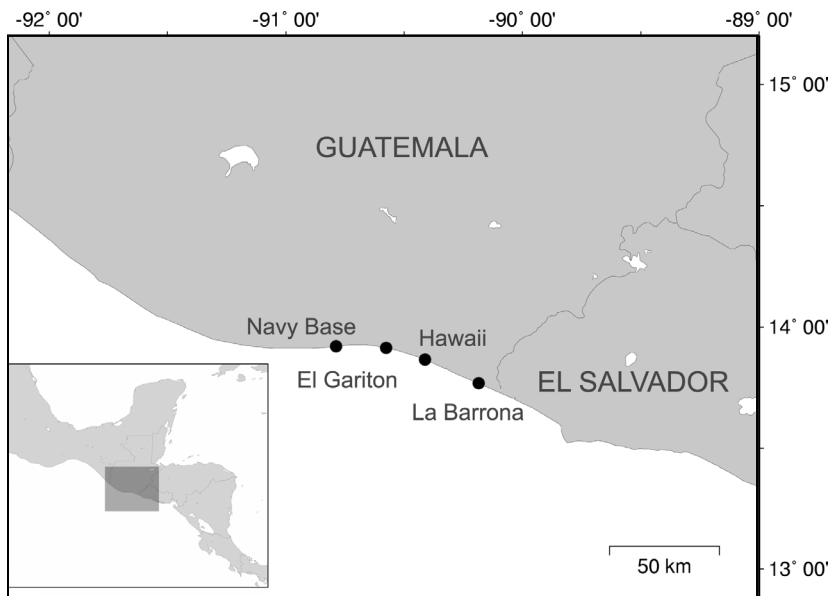 -92˚ 00' -91˚ 00' -90˚ 00' -89˚ 00'
15˚ 00'
GUATEMALA
14˚ 00'
Navy Base
Hawaii
El Gariton
EL SALVADOR
La Barrona
50 km
13˚ 00'